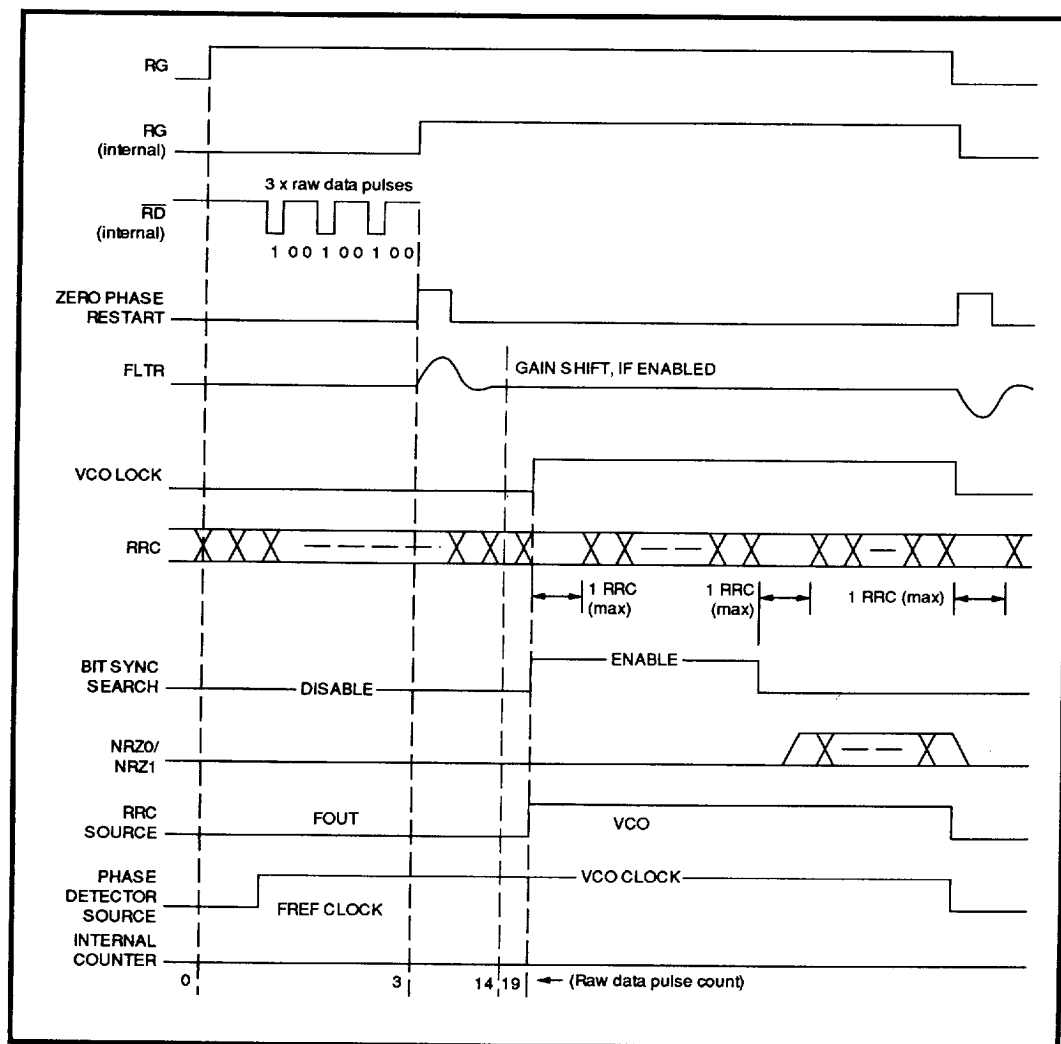 RG
RG
(internal)
3 x raw data pulses
RD
(internal)
1 0 0 1 0 0 1 0 0
ZERO PHASE
RESTART
FLTR
GAIN SHIFT, IF ENABLED
VCO LOCK
RRC
1 RRC
(max)
1 RRC
(max)
1 RRC (max)
BIT SYNC
SEARCH
DISABLE
ENABLE
NRZ0/
NRZ1
RRC
SOURCE
FOUT
VCO
PHASE
DETECTOR
SOURCE
FREF CLOCK
VCO CLOCK
INTERNAL
COUNTER
0
3
14
19
(Raw data pulse count)